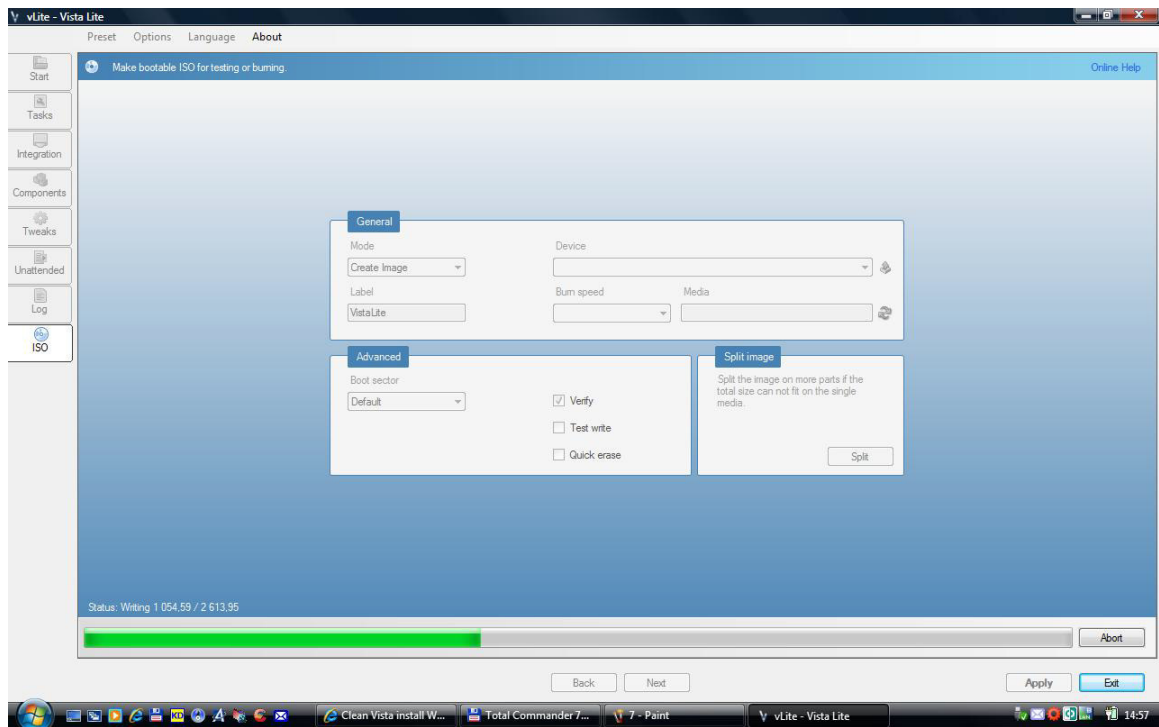 vLite - Vista Lite
Preset Options Language About
Start
Tasks
Integration
Components
Tweaks
Unattended
Log
ISO
Make bootable ISO for testing or burning.
Online Help
General
Mode
Device
Create Image
Label
Burn speed
Media
VistaLite
Advanced
Boot sector
Default
Verify
Test write
Quick erase
Split image
Split the image on more parts if the
total size can not fit on the single
media.
Split
Status: Writing 1 054,59 / 2 613,95
Abort
Back
Next
Apply
Exit
KD
Clean Vista install W...
Total Commander 7...
7 - Paint
vLite - Vista Lite
14:57